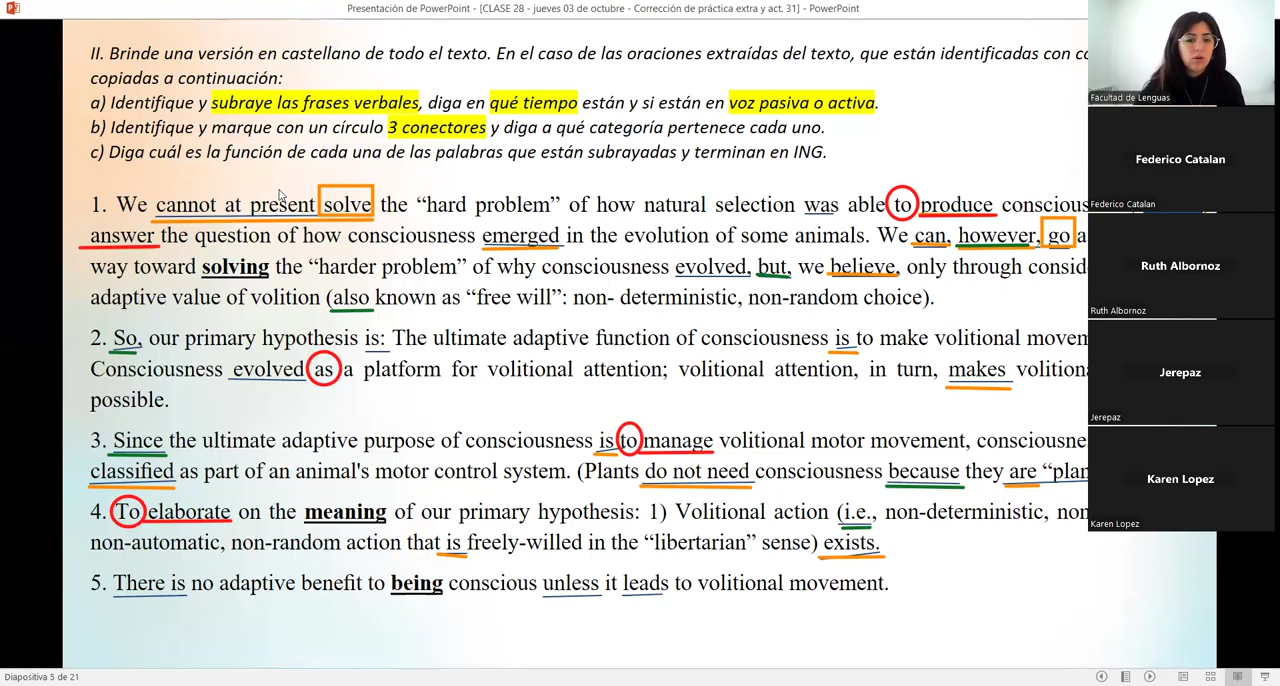 Presentación de PowerPoint - [CLASE 28 - jueves 03 de octubre - Corrección de práctica extra y act. 31] - PowerPoint
II. Brinde una versión en castellano de todo el texto. En el caso de las oraciones extraídas del texto, que están identificadas con
copiadas a continuación:
a) Identifique y subraye las frases verbales, diga en qué tiempo están y si están en voz pasiva o activa.
b) Identifique y marque con un círculo 3 conectores y diga a qué categoría pertenece cada uno.
c) Diga cuál es la función de cada una de las palabras que están subrayadas y terminan en ING.
1. We cannot at present solve the “hard problem” of how natural selection was able to produce
answer the question of how consciousness emerged in the evolution of some animals. We can, however, go
way toward solving the “harder problem” of why consciousness evolved, but, we believe, only through
adaptive value of volition (also known as “free will”: non- deterministic, non-random choice).
2. So, our primary hypothesis is: The ultimate adaptive function of consciousness is to make volitional
Consciousness evolved as a platform for volitional attention; volitional attention, in turn, makes
possible.
3. Since the ultimate adaptive purpose of consciousness is to manage volitional motor movement,
classified as part of an animal's motor control system. (Plants do not need consciousness because they are
4. To elaborate on the meaning of our primary hypothesis: 1) Volitional action (i.e., non-deterministic,
non-automatic, non-random action that is freely-willed in the “libertarian” sense) exists.
5. There is no adaptive benefit to being conscious unless it leads to volitional movement.
Facultad de Lenguas
Federico Catalan
Federico Catalan
Ruth Albornoz
Ruth Albornoz
Jerepaz
Jerepaz
Karen Lopez
Karen Lopez
Diapositiva 5 de 21